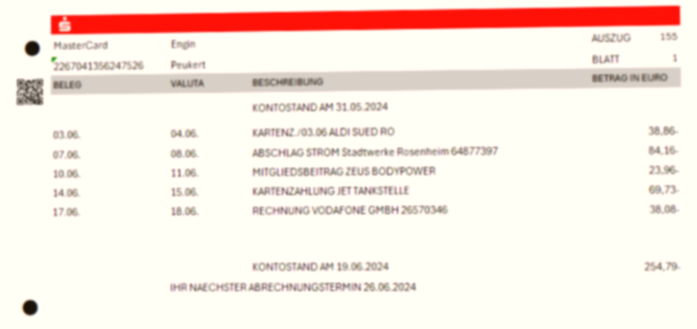 MasterCard Engin AUSZUG 155
2267041356247526 Peukert BLATT 1
BELEG VALUTA BESCHREIBUNG BETRAG IN EURO
KONTOSTAND AM 31.05.2024
03.06. 04.06. KARTENZ./03.06 ALDI SUED RO 38,86-
07.06. 08.06. ABSCHLAG STROM Stadtwerke Rosenheim 64877397 84,16-
10.06. 11.06. MITGLIEDSBEITRAG ZEUS BODYPOWER 23,96-
14.06. 15.06. KARTENZAHLUNG JET TANKSTELLE 69,73-
17.06. 18.06. RECHNUNG VODAFONE GMBH 26570346 38,08-
KONTOSTAND AM 19.06.2024 254,79-
IHR NAECHSTER ABRECHNUNGSTERMIN 26.06.2024